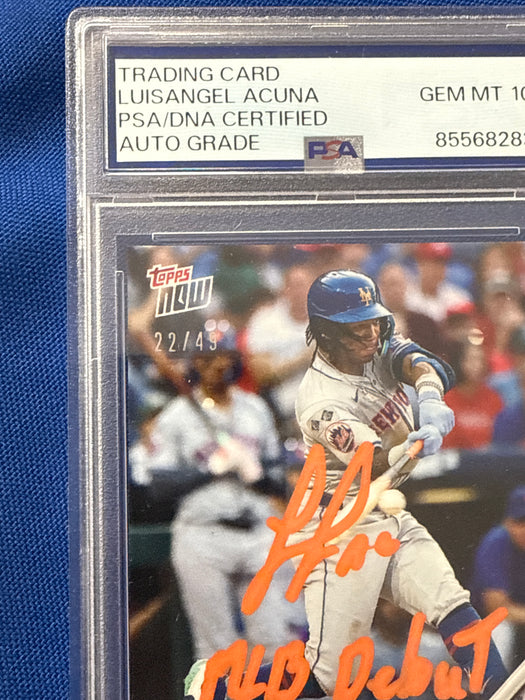 TRADING CARD
LUISANGEL ACUNA GEM MT 10
PSA/DNA CERTIFIED
AUTO GRADE PSA 8556828
topps
NOW
22/49
MLB Debut